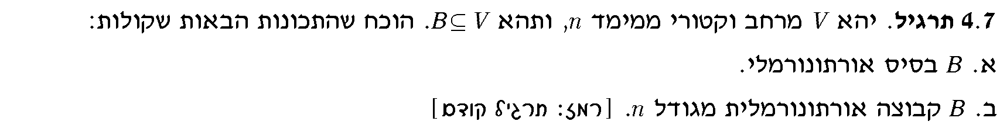 4.7 תרגיל. יהא V מרחב וקטורי ממימד n, ותהא B⊆ V. הוכח שהתכונות הבאות שקולות:
א. B בסיס אורתונורמלי.
ב. B קבוצה אורתונורמלית מגודל n. [רמז: תרגיל קודם]